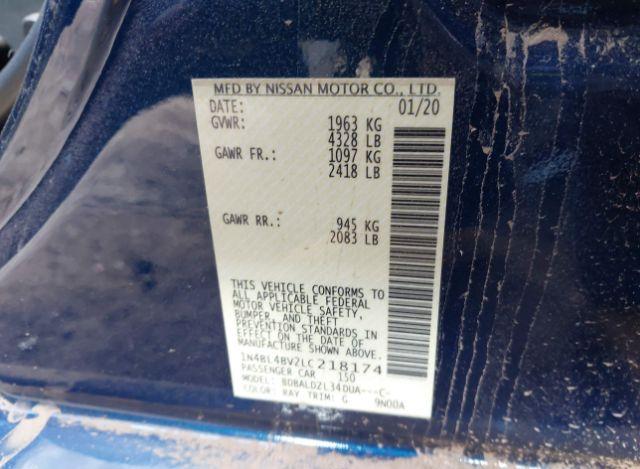 MFD BY NISSAN MOTOR CO., LTD.
DATE: 01/20
GVWR: 1963 KG
4328 LB
GAWR FR.: 1097 KG
2418 LB
GAWR RR.: 945 KG
2083 LB
THIS VEHICLE CONFORMS TO
ALL APPLICABLE FEDERAL
MOTOR VEHICLE SAFETY,
BUMPER, AND THEFT
PREVENTION STANDARDS IN
EFFECT ON THE DATE OF
MANUFACTURE SHOWN ABOVE.
1N4BL4BV2LC218174
PASSENGER CAR 150
MODEL: BDBALDZL34DUA---C-
COLOR: RAY TRIM: G. 9N00A